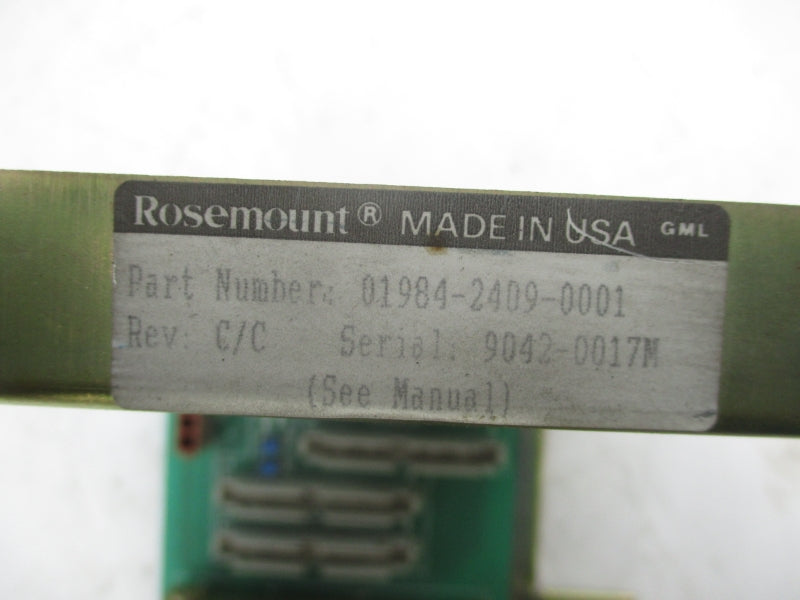 Rosemount® MADE IN USA GML
Part Number: 01984-2409-0001
Rev: C/C Serial: 9042-0017M
(See Manual)